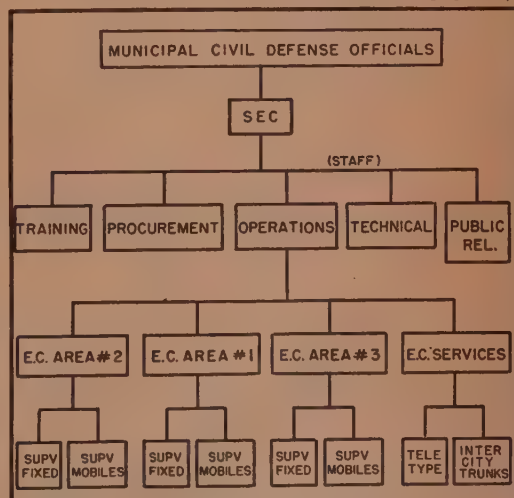 MUNICIPAL CIVIL DEFENSE OFFICIALS
SEC
(STAFF)
TRAINING
PROCUREMENT
OPERATIONS
TECHNICAL
PUBLIC
REL.
E.C. AREA #2
E.C. AREA #1
E.C. AREA #3
E.C. SERVICES
SUPV
FIXED
SUPV
MOBILES
SUPV
FIXED
SUPV
MOBILES
SUPV
FIXED
SUPV
MOBILES
TELE
TYPE
INTER
CITY
TRUNKS